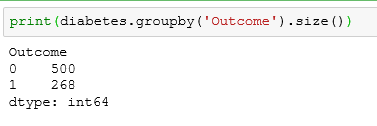 print(diabetes.groupby('Outcome').size())
Outcome
0    500
1    268
dtype: int64